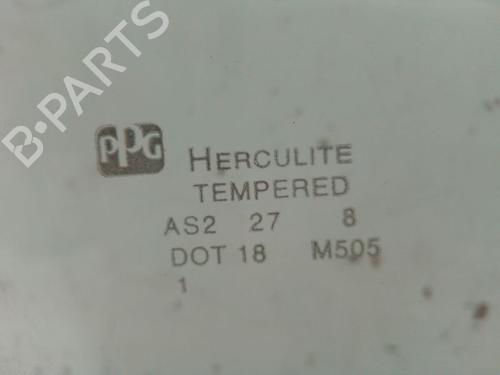 B-PARTS
PPG HERCULITE
TEMPERED
AS2 27 8
DOT 18 M505
1